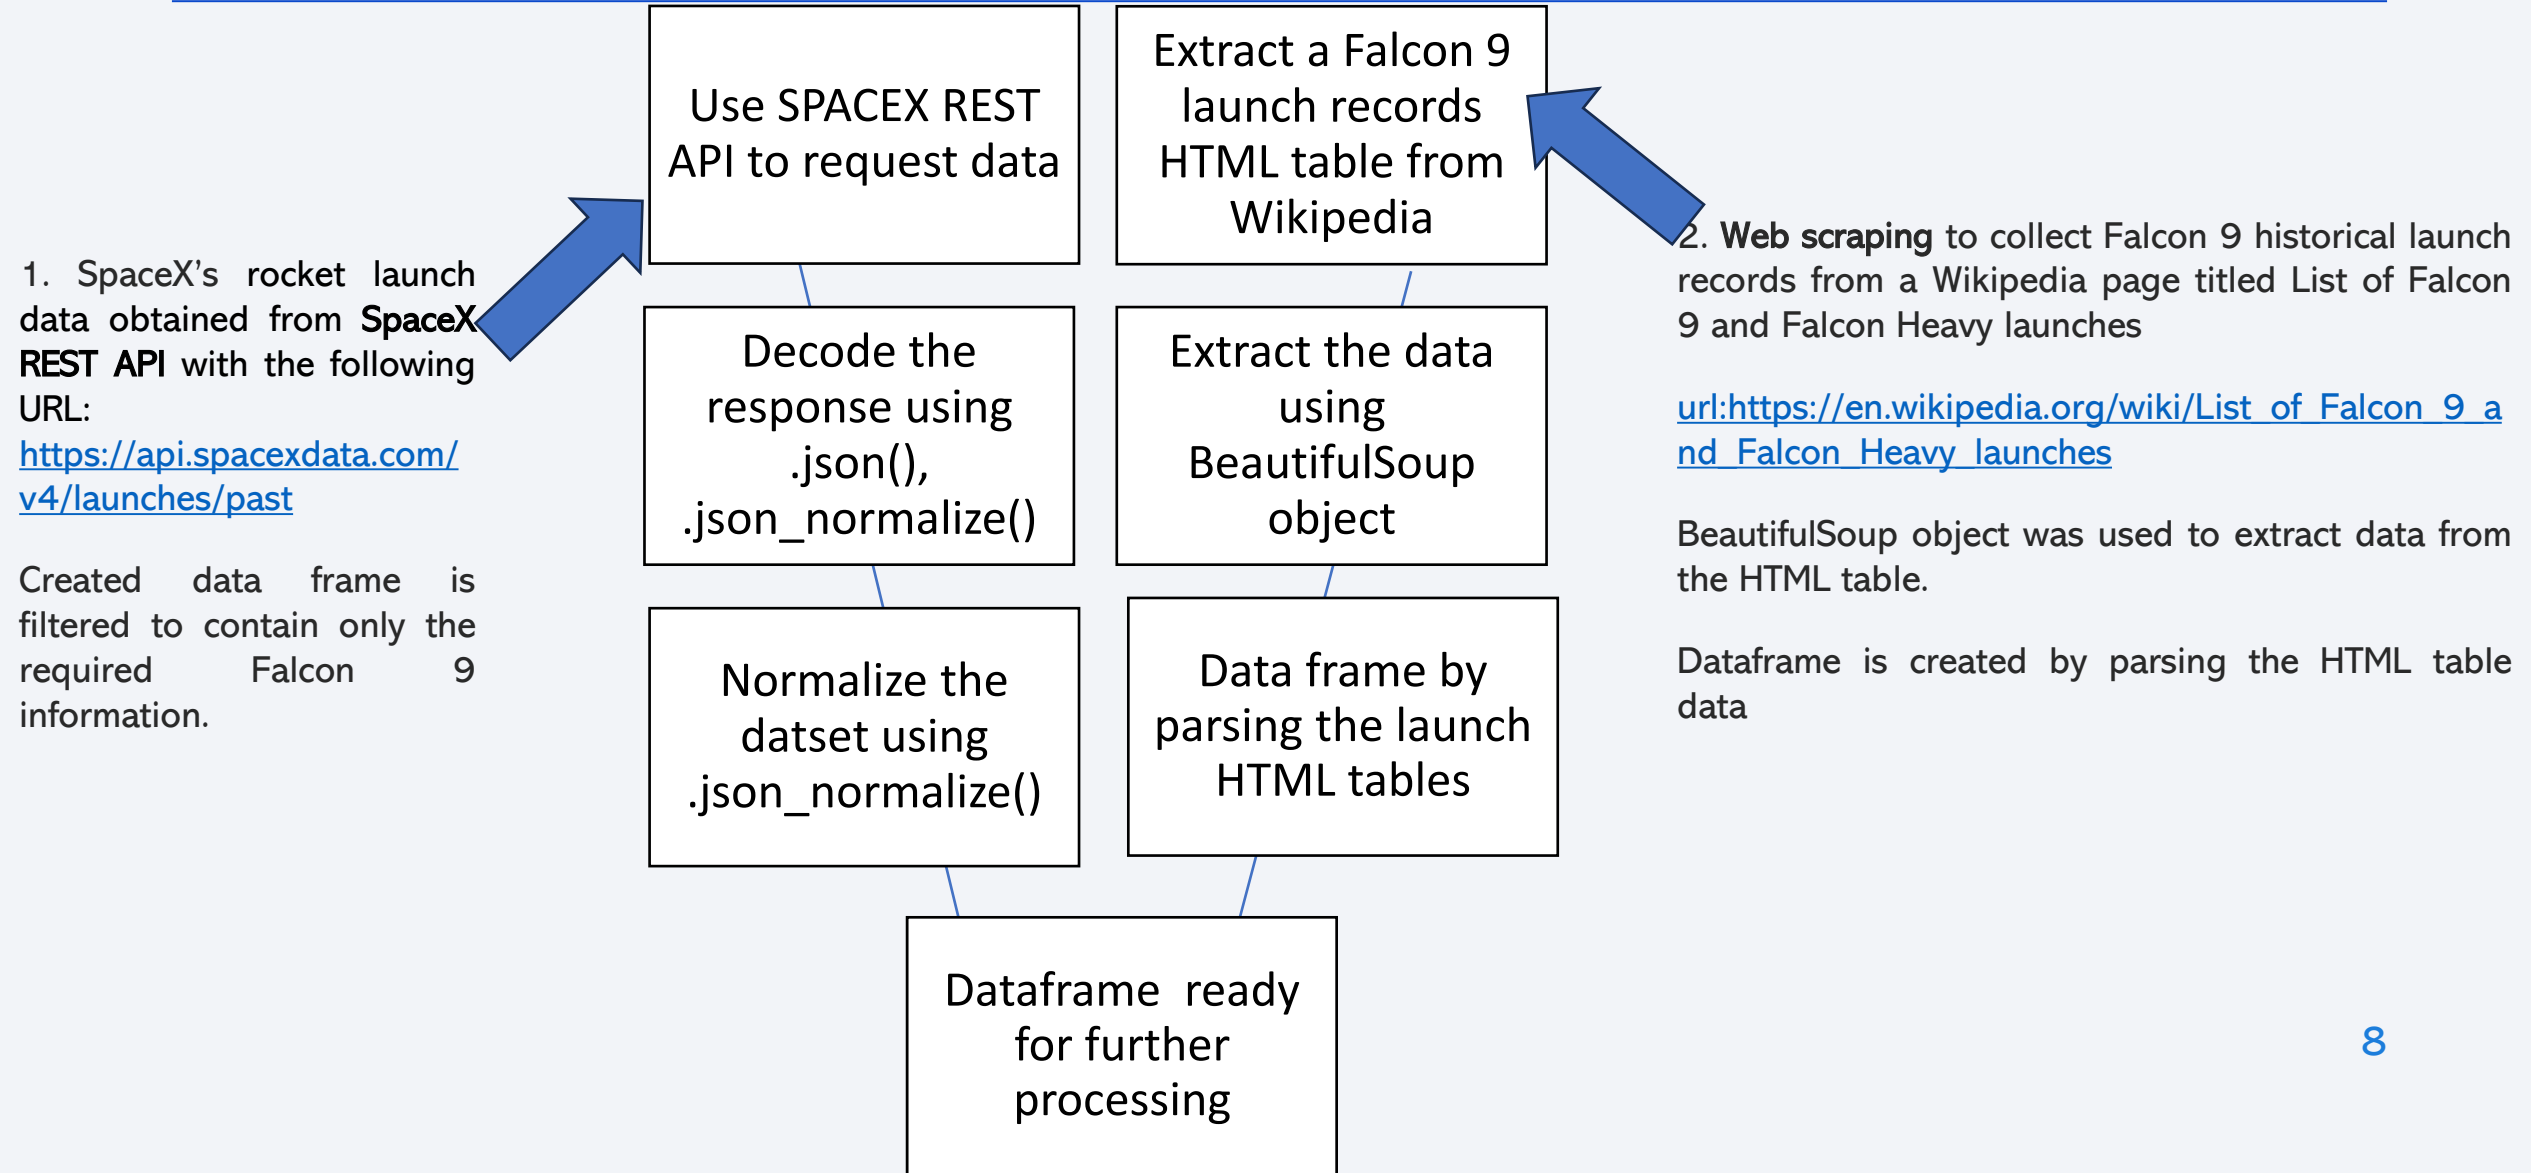 1. SpaceX’s rocket launch
data obtained from SpaceX
REST API with the following
URL:
https://api.spacexdata.com/
v4/launches/past
Created data frame is
filtered to contain only the
required Falcon 9
information.
Use SPACEX REST
API to request data
Decode the
response using
.json(),
.json_normalize()
Normalize the
datset using
.json_normalize()
Extract a Falcon 9
launch records
HTML table from
Wikipedia
Extract the data
using
BeautifulSoup
object
Data frame by
parsing the launch
HTML tables
Dataframe  ready
for further
processing
2. Web scraping to collect Falcon 9 historical launch
records from a Wikipedia page titled List of Falcon
9 and Falcon Heavy launches
url:https://en.wikipedia.org/wiki/List_of_Falcon_9_a
nd_Falcon_Heavy_launches
BeautifulSoup object was used to extract data from
the HTML table.
Dataframe is created by parsing the HTML table
data
8